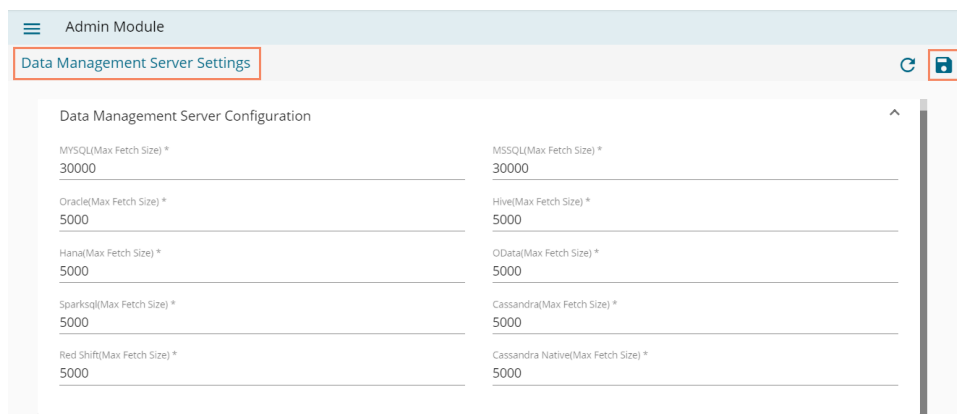 Admin Module
Data Management Server Settings
Data Management Server Configuration
MYSQL(Max Fetch Size) *
30000
MSSQL(Max Fetch Size) *
30000
Oracle(Max Fetch Size) *
5000
Hive(Max Fetch Size) *
5000
Hana(Max Fetch Size) *
5000
OData(Max Fetch Size) *
5000
Sparksql(Max Fetch Size) *
5000
Cassandra(Max Fetch Size) *
5000
Red Shift(Max Fetch Size) *
5000
Cassandra Native(Max Fetch Size) *
5000